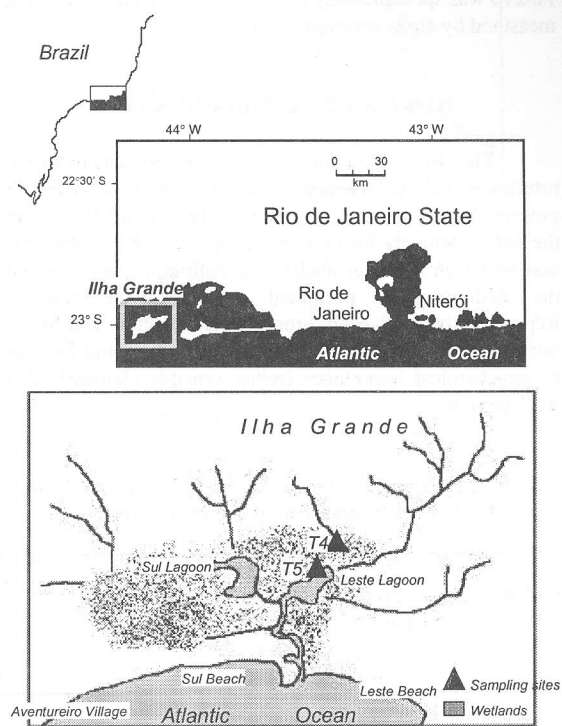 Brazil
44° W
43° W
0 30
km
22°30' S
Rio de Janeiro State
Ilha Grande
Rio de
Janeiro
Niterói
23° S
Atlantic Ocean
Ilha Grande
T4
Sul Lagoon
T5
Leste Lagoon
Sul Beach
Sampling sites
Leste Beach
Wetlands
Aventureiro Village
Atlantic Ocean